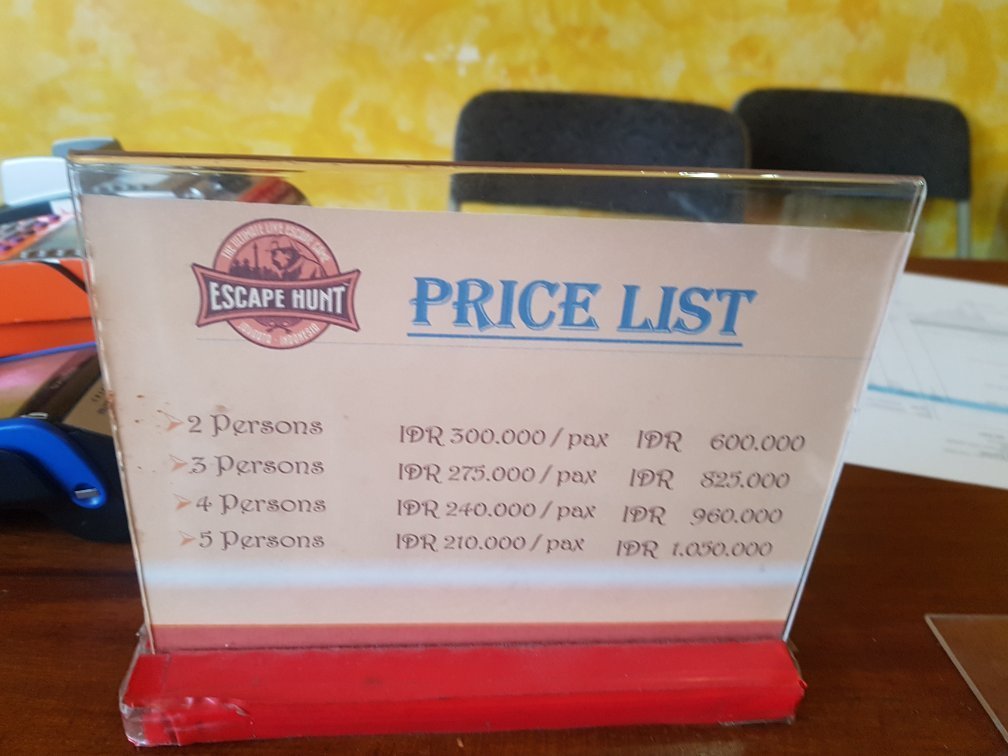 THE ULTIMATE LIVE ESCAPE GAME
ESCAPE HUNT
JAKARTA - INDONESIA
PRICE LIST
2 Persons IDR 300.000 / pax IDR 600.000
3 Persons IDR 275.000 / pax IDR 825.000
4 Persons IDR 240.000 / pax IDR 960.000
5 Persons IDR 210.000 / pax IDR 1.050.000